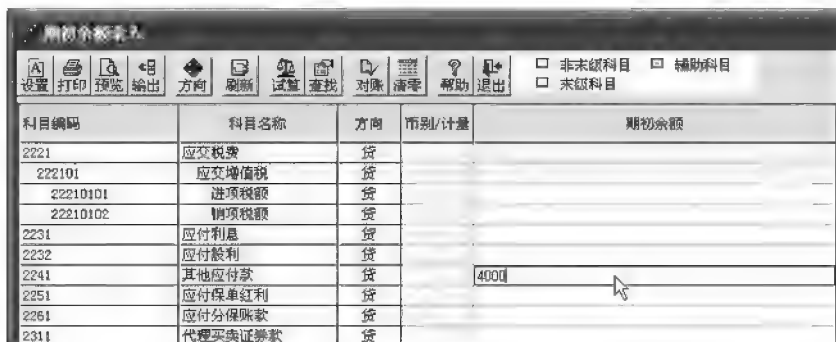 期初余额录入
设置 打印 预览 输出 方向 刷新 试算 查找 对账 清零 帮助 退出 非末级科目 辅助科目
末级科目
科目编码 科目名称 方向 币别/计量 期初余额
2221 应交税费 贷
222101 应交增值税 贷
22210101 进项税额 贷
22210102 销项税额 贷
2231 应付利息 贷
2232 应付股利 贷
2241 其他应付款 贷 4000
2251 应付保单红利 贷
2261 应付分保账款 贷
2311 代理买卖证券款 贷